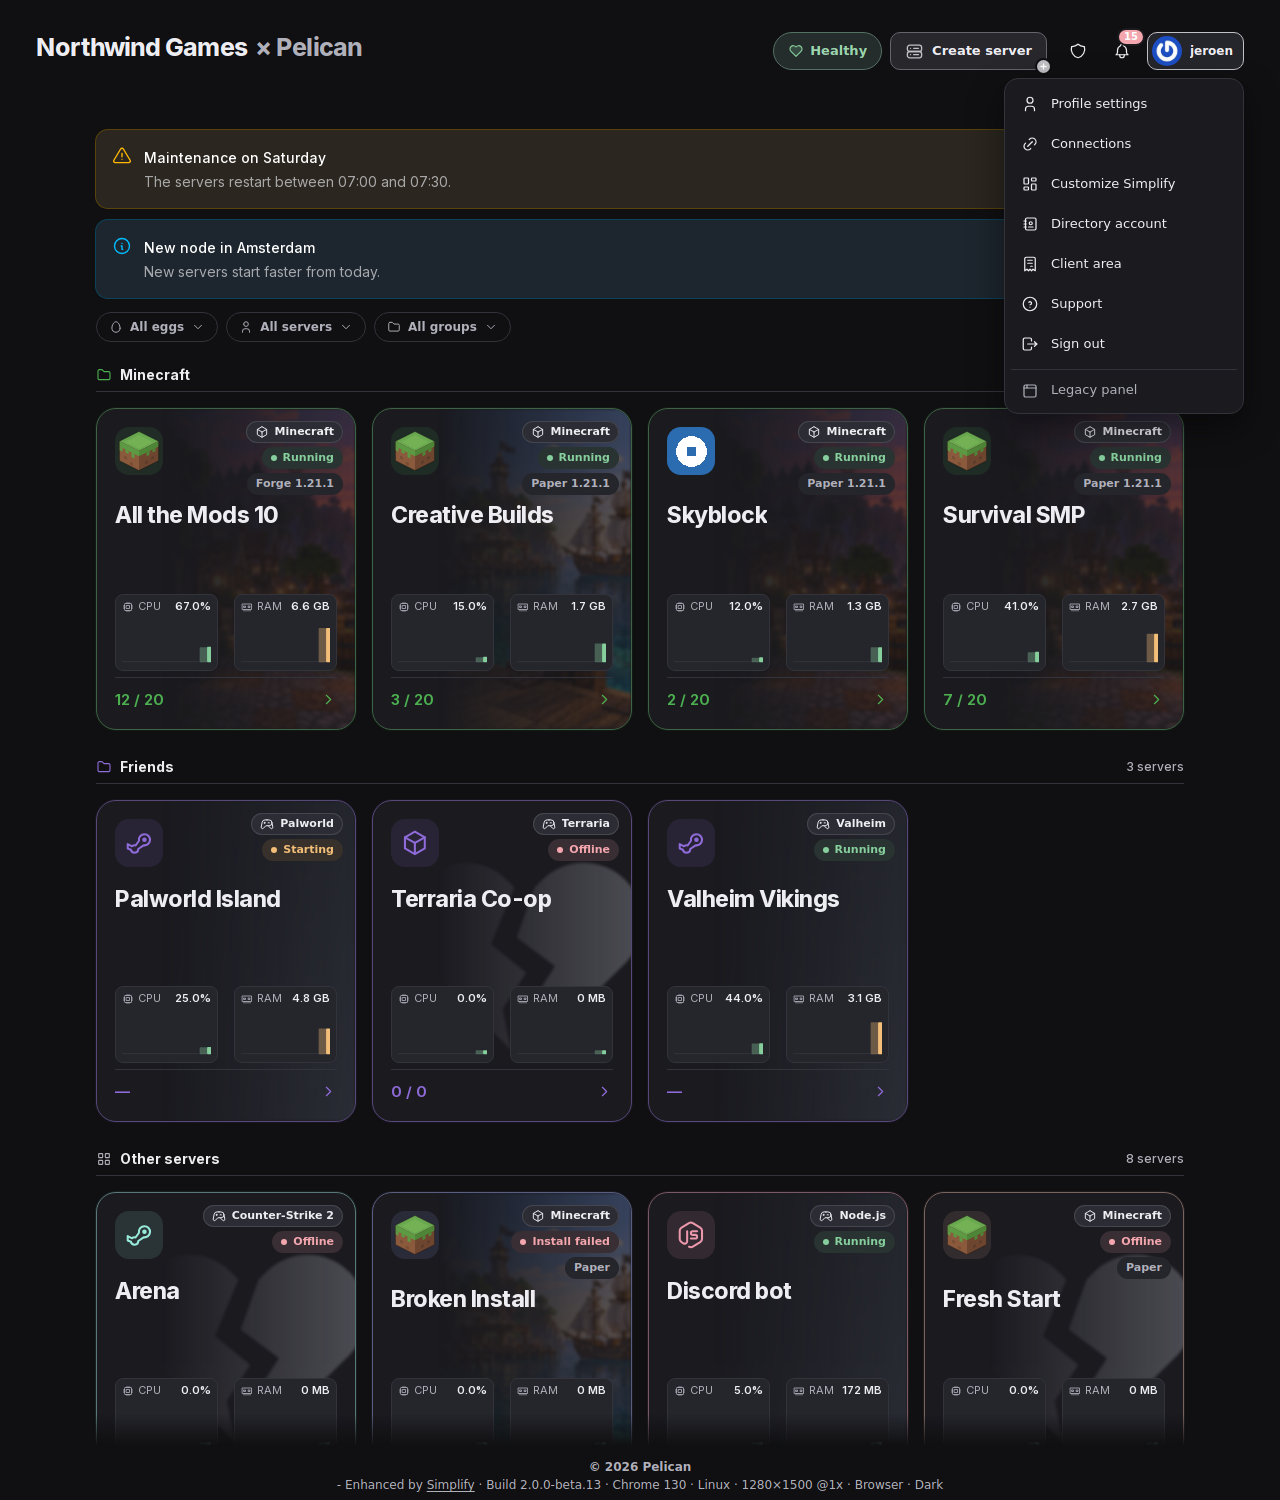 Northwind Games × Pelican
Healthy
Create server
15
jeroen
Profile settings
Connections
Customize Simplify
Directory account
Client area
Support
Sign out
Legacy panel
Maintenance on Saturday
The servers restart between 07:00 and 07:30.
New node in Amsterdam
New servers start faster from today.
All eggs
All servers
All groups
Minecraft
Minecraft
Running
Forge 1.21.1
All the Mods 10
CPU 67.0%
RAM 6.6 GB
12 / 20
Minecraft
Running
Paper 1.21.1
Creative Builds
CPU 15.0%
RAM 1.7 GB
3 / 20
Minecraft
Running
Paper 1.21.1
Skyblock
CPU 12.0%
RAM 1.3 GB
2 / 20
Minecraft
Running
Paper 1.21.1
Survival SMP
CPU 41.0%
RAM 2.7 GB
7 / 20
Friends
3 servers
Palworld
Starting
Palworld Island
CPU 25.0%
RAM 4.8 GB
—
Terraria
Offline
Terraria Co-op
CPU 0.0%
RAM 0 MB
0 / 0
Valheim
Running
Valheim Vikings
CPU 44.0%
RAM 3.1 GB
—
Other servers
8 servers
Counter-Strike 2
Offline
Arena
CPU 0.0%
RAM 0 MB
Minecraft
Install failed
Paper
Broken Install
CPU 0.0%
RAM 0 MB
Node.js
Running
JS
Discord bot
CPU 5.0%
RAM 172 MB
Minecraft
Offline
Paper
Fresh Start
CPU 0.0%
RAM 0 MB
© 2026 Pelican
- Enhanced by Simplify · Build 2.0.0-beta.13 · Chrome 130 · Linux · 1280×1500 @1x · Browser · Dark